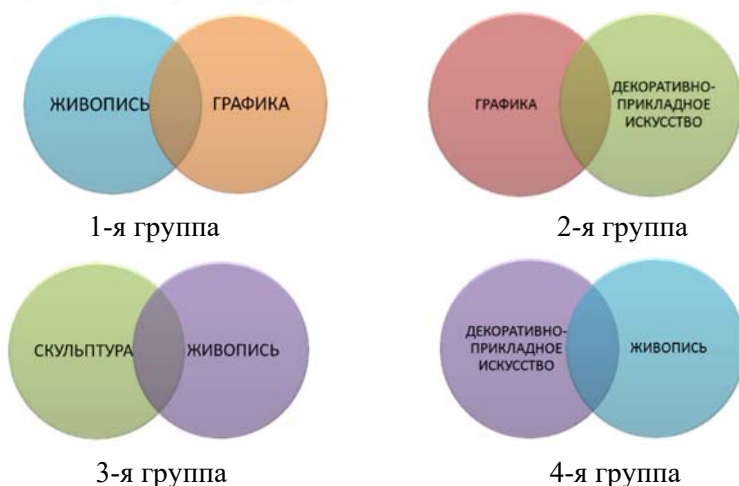 ЖИВОПИСЬ
ГРАФИКА
1-я группа
ГРАФИКА
ДЕКОРАТИВНО-
ПРИКЛАДНОЕ
ИСКУССТВО
2-я группа
СКУЛЬПТУРА
ЖИВОПИСЬ
3-я группа
ДЕКОРАТИВНО-
ПРИКЛАДНОЕ
ИСКУССТВО
ЖИВОПИСЬ
4-я группа